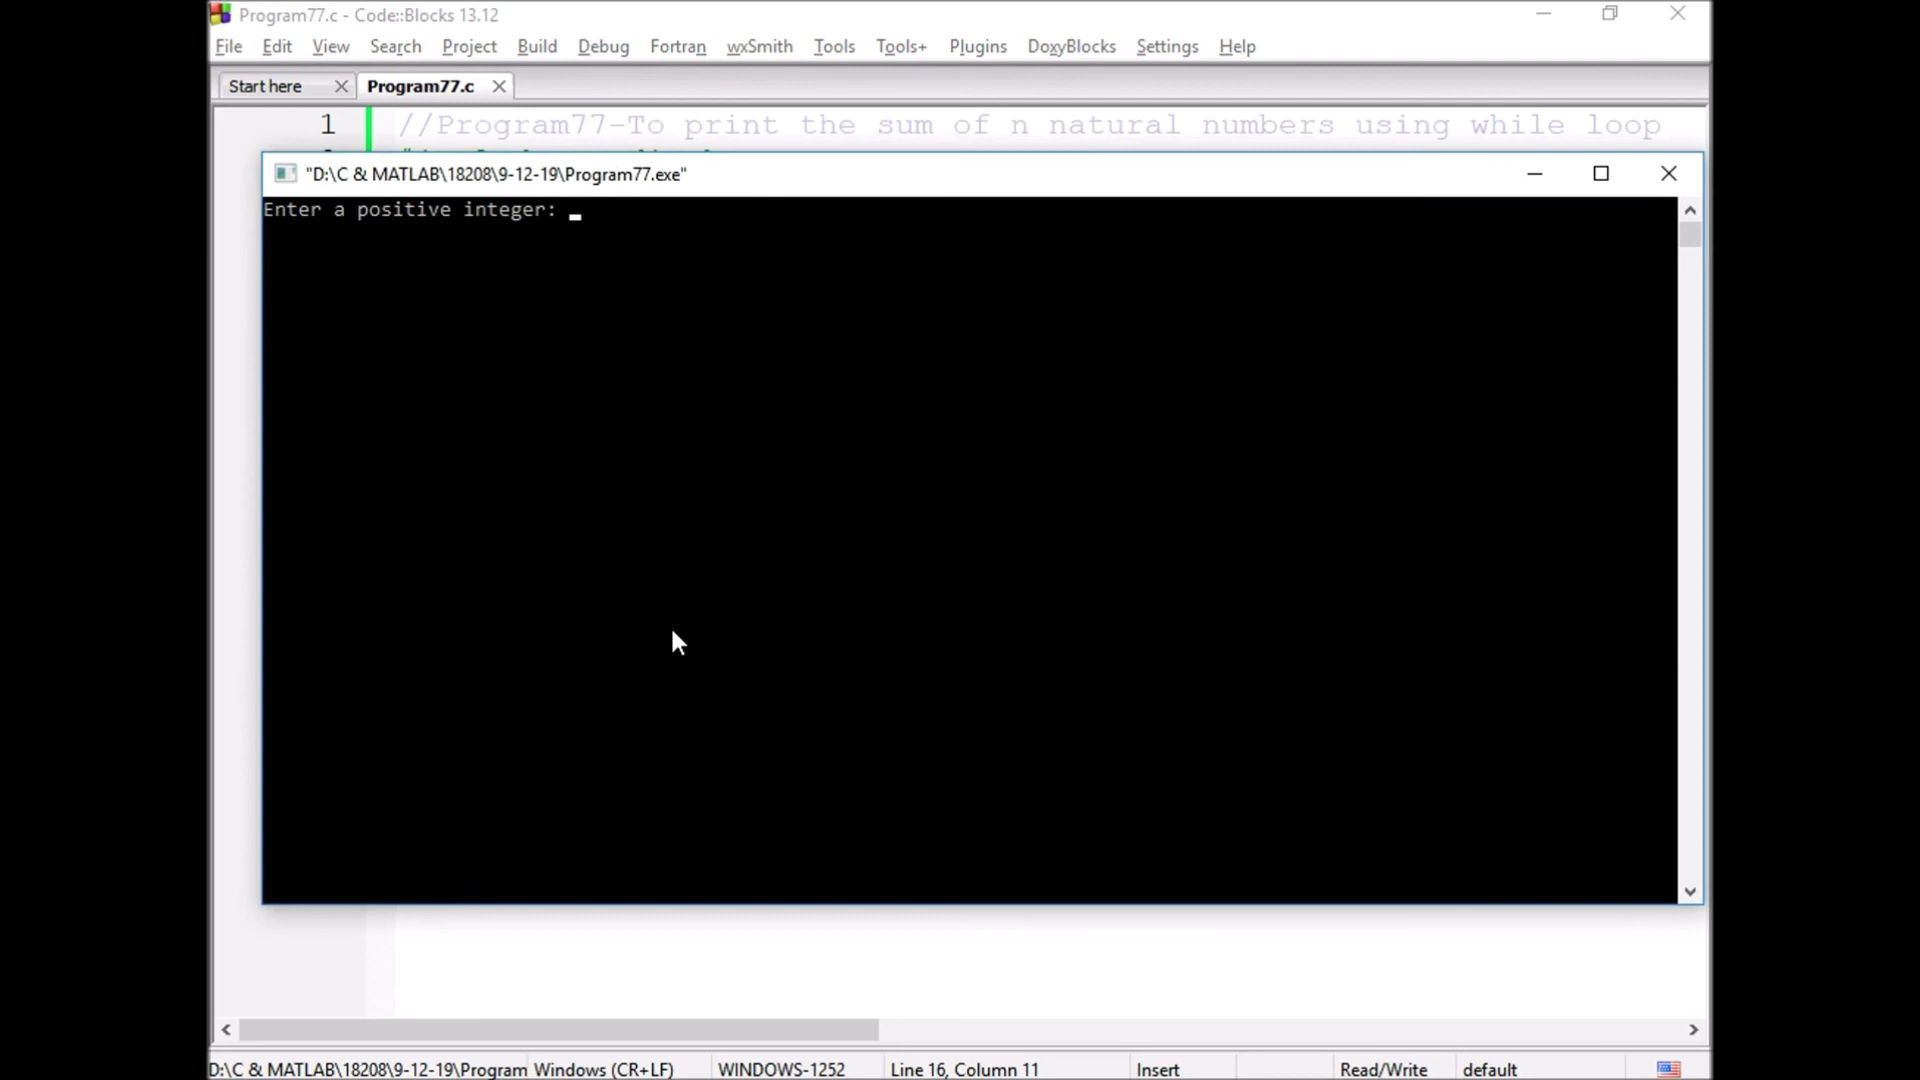 Program77.c - Code::Blocks 13.12
File Edit View Search Project Build Debug Fortran wxSmith Tools Tools+ Plugins DoxyBlocks Settings Help
Start here Program77.c
1 //Program77-To print the sum of n natural numbers using while loop
"D:\C & MATLAB\18208\9-12-19\Program77.exe"
Enter a positive integer:
D:\C & MATLAB\18208\9-12-19\Program Windows (CR+LF) WINDOWS-1252 Line 16, Column 11 Insert Read/Write default